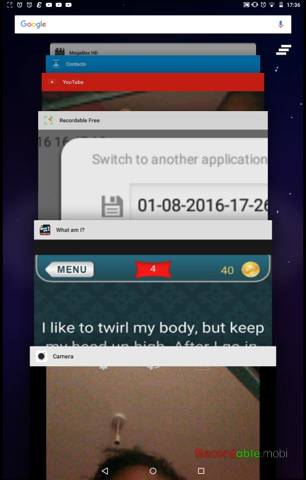 17:36
Google
MegaBox HD
Contacts
YouTube
Recordable Free
Switch to another application
01-08-2016-17-26
What am I?
MENU
4
40
I like to twirl my body, but keep
my head up high. After I go in
Camera
Recordable.mobi